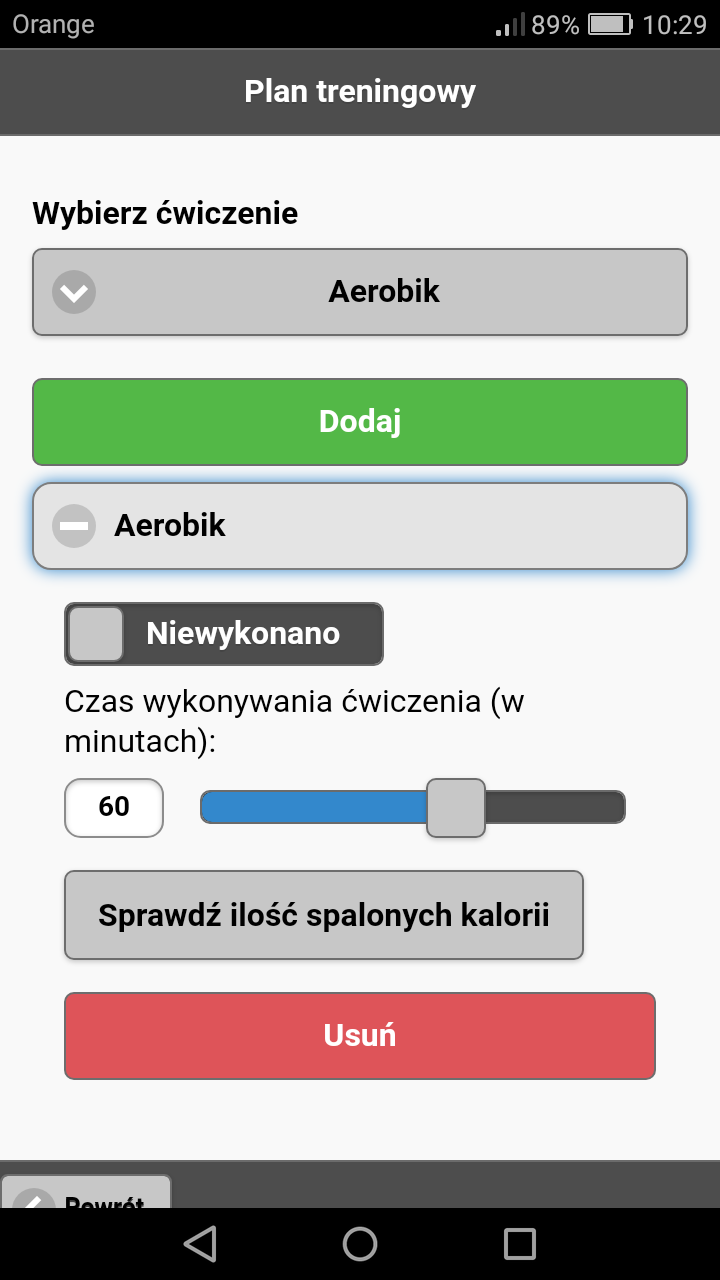 Orange 89% 10:29
Plan treningowy
Wybierz ćwiczenie
Aerobik
Dodaj
Aerobik
Niewykonano
Czas wykonywania ćwiczenia (w
minutach):
60
Sprawdź ilość spalonych kalorii
Usuń
Powrót